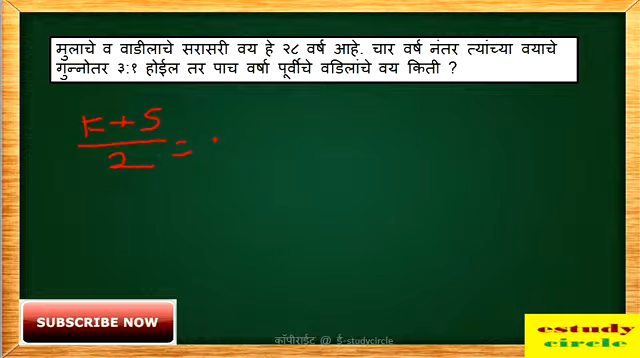 मुलाचे व वाडीलाचे सरासरी वय हे २८ वर्ष आहे. चार वर्ष नंतर त्यांच्या वयाचे
गुन्नोतर ३:१ होईल तर पाच वर्षा पूर्वीचे वडिलांचे वय किती ?
F + S
2
=
SUBSCRIBE NOW
कॉपीराईट @ ई-studycircle
estudy
circle